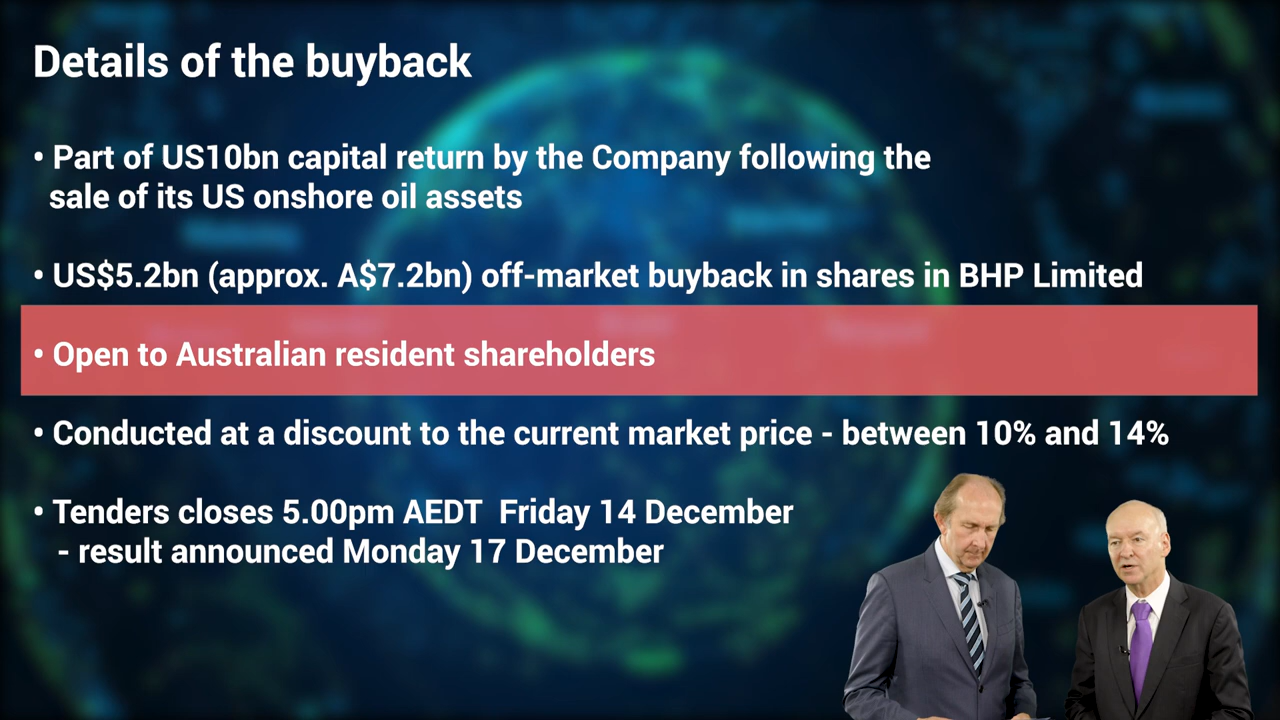 Details of the buyback
• Part of US10bn capital return by the Company following the
sale of its US onshore oil assets
• US$5.2bn (approx. A$7.2bn) off-market buyback in shares in BHP Limited
• Open to Australian resident shareholders
• Conducted at a discount to the current market price - between 10% and 14%
• Tenders closes 5.00pm AEDT  Friday 14 December
- result announced Monday 17 December